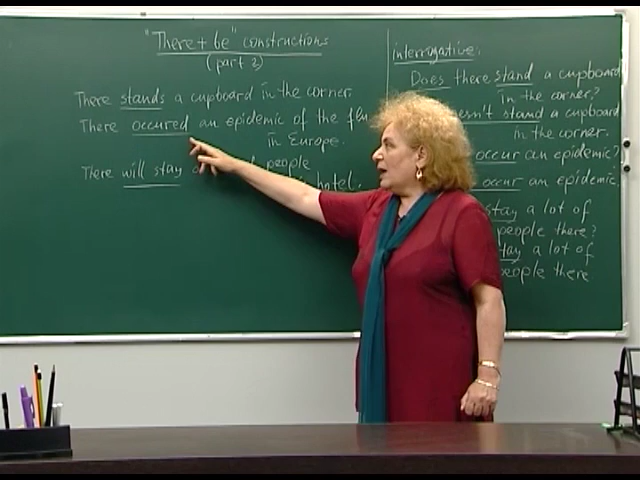 "There + be" constructions
(part 2)
There stands a cupboard in the corner.
There occured an epidemic of the flu
in Europe.
There will stay people
hotel.
interrogative:
Does there stand a cupboard
in the corner?
stand a cupboard
in the corner.
occur an epidemic?
occur an epidemic.
stay a lot of
people there?
a lot of
people there